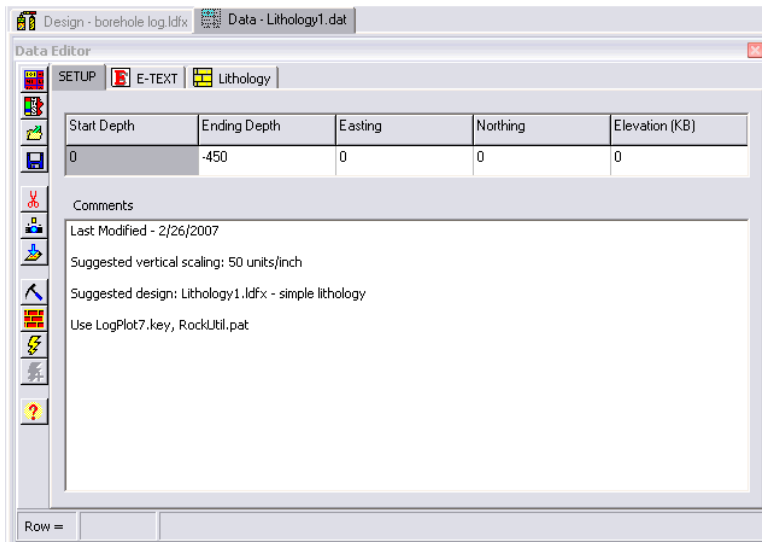 Design - borehole log.ldfx
Data - Lithology1.dat
Data Editor
SETUP
E E-TEXT
Lithology
Start Depth Ending Depth Easting Northing Elevation (KB)
0 -450 0 0 0
Comments
Last Modified - 2/26/2007
Suggested vertical scaling: 50 units/inch
Suggested design: Lithology1.ldfx - simple lithology
Use LogPlot7.key, RockUtil.pat
?
Row =